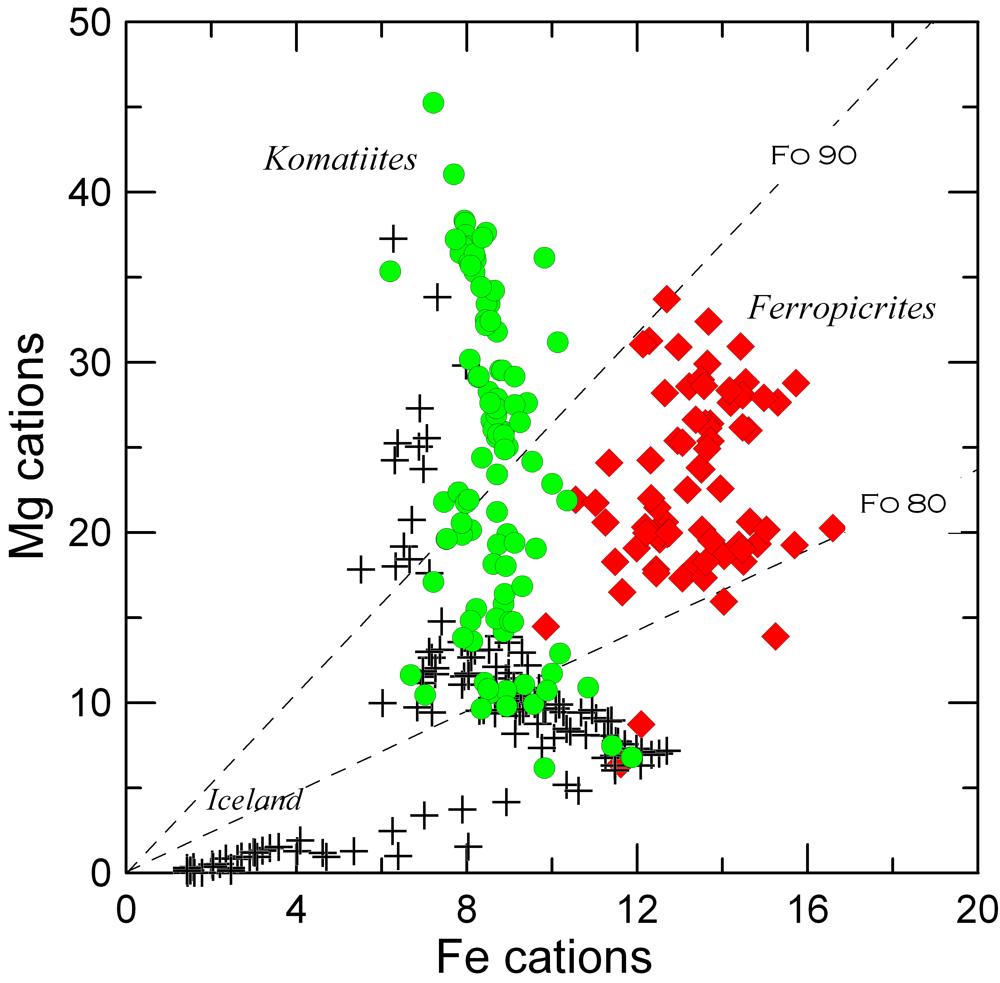 50
Komatiites
Fo 90
40
Ferropicrites
30
Mg cations
Fo 80
20
10
Iceland
0
0 4 8 12 16 20
Fe cations